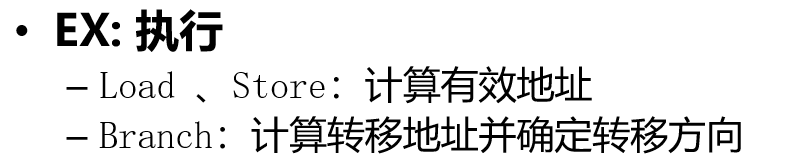 • EX: 执行
– Load 、Store：计算有效地址
– Branch：计算转移地址并确定转移方向